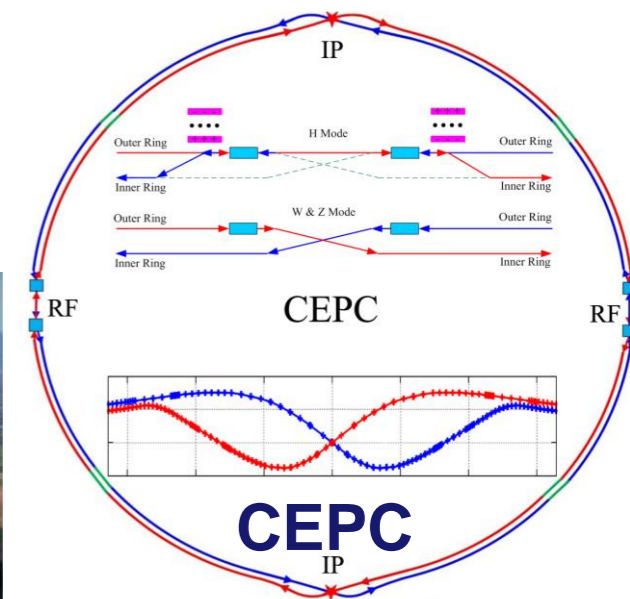 IP
H Mode
Outer Ring
Outer Ring
Inner Ring
Inner Ring
W & Z Mode
Outer Ring
Outer Ring
Inner Ring
Inner Ring
RF
CEPC
RF
CEPC
IP